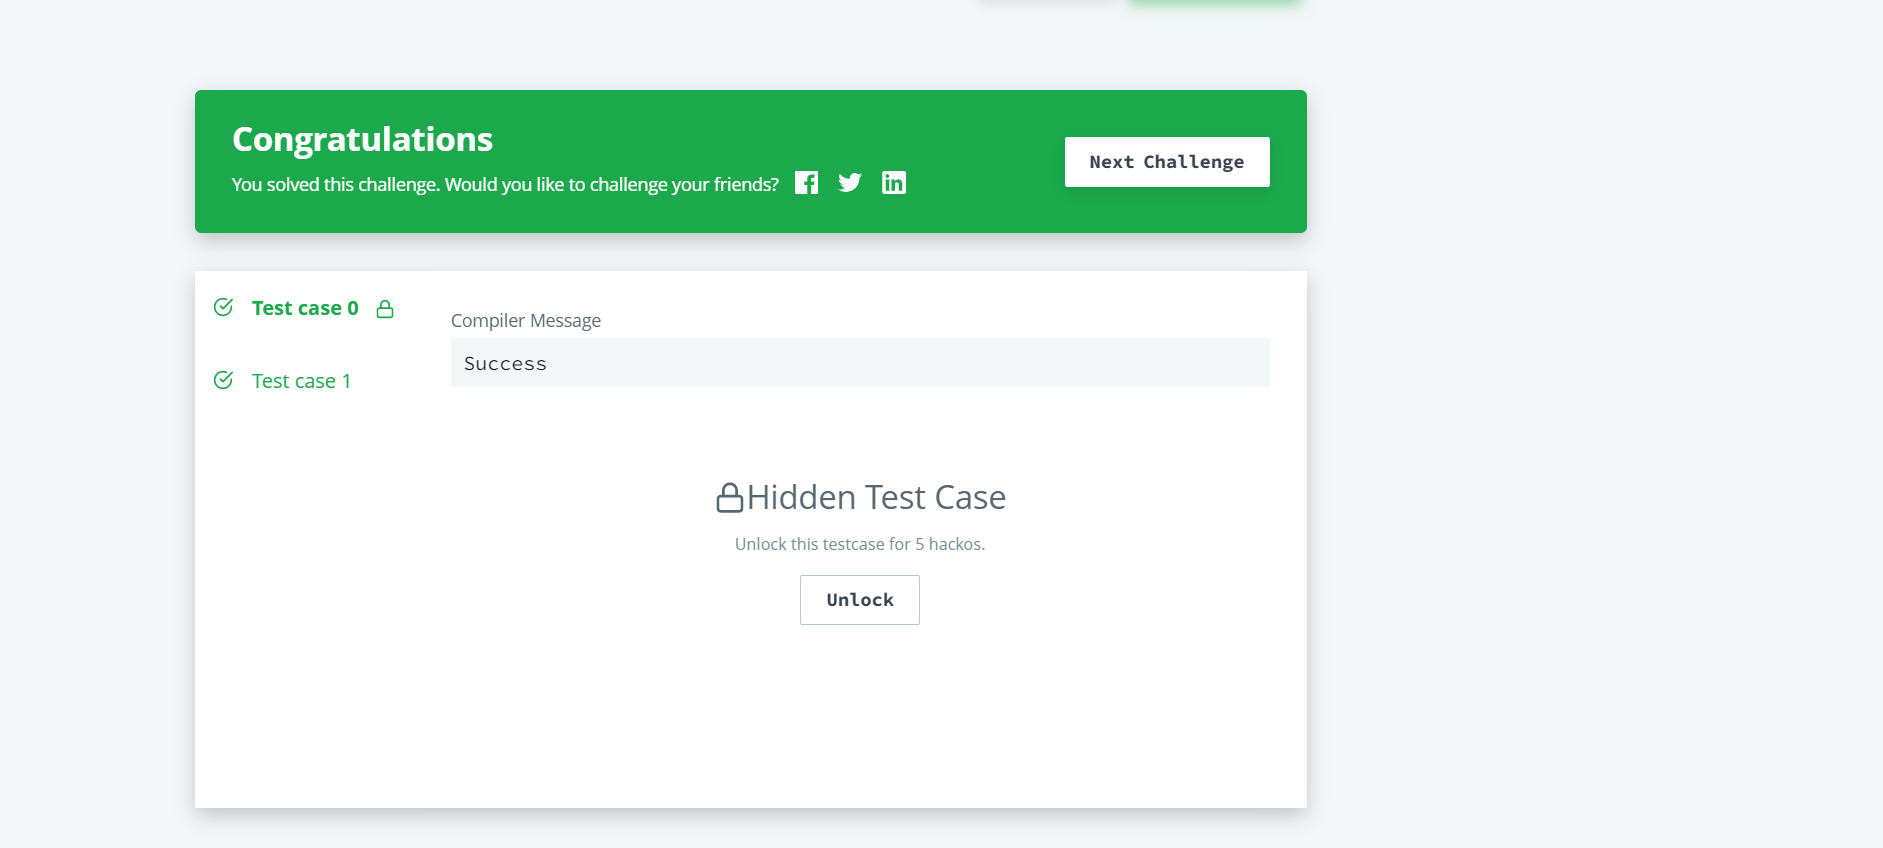 Congratulations
You solved this challenge. Would you like to challenge your friends?
Next Challenge
Test case 0
Test case 1
Compiler Message
Success
Hidden Test Case
Unlock this testcase for 5 hackos.
Unlock